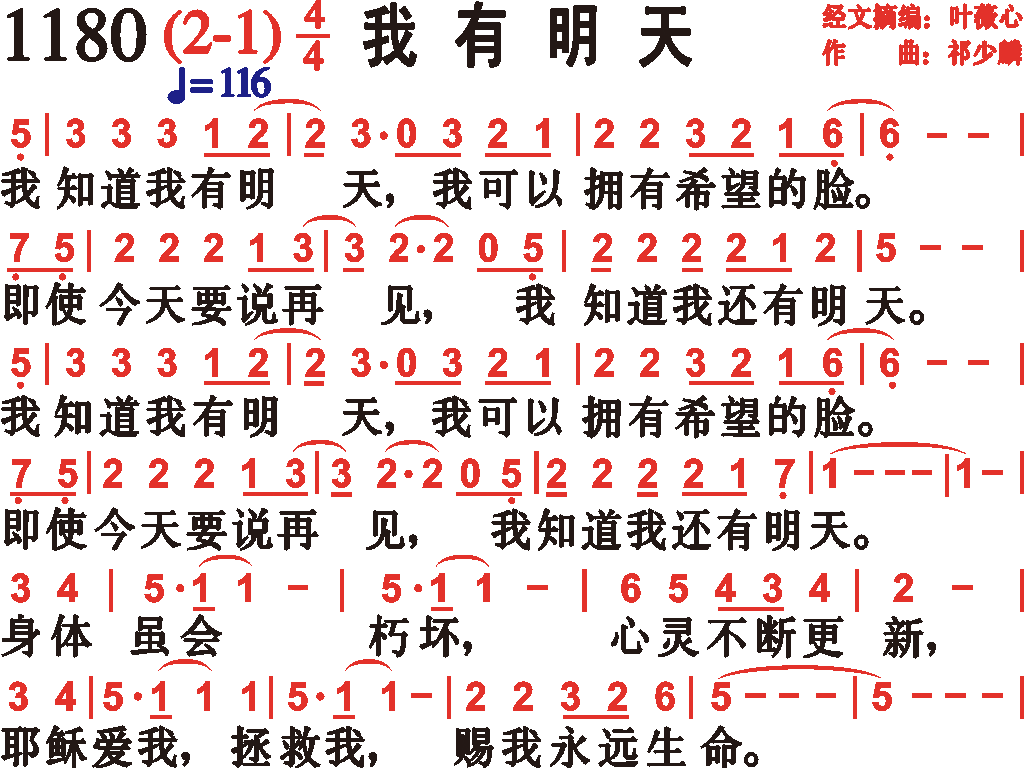 1180 (2-1) 4/4 我有明天 经文摘编：叶薇心
♩=116 作 曲：祁少麟
5 | 3 3 3 1 2 | 2 3·0 3 2 1 | 2 2 3 2 1 6 | 6 – – |
我 知道我有明 天，我可以 拥有希望的脸。
7 5 | 2 2 2 1 3 | 3 2·2 0 5 | 2 2 2 2 1 2 | 5 – – |
即使 今天要说再 见， 我 知道我还有明 天。
5 | 3 3 3 1 2 | 2 3·0 3 2 1 | 2 2 3 2 1 6 | 6 – – |
我 知道我有明 天，我可以 拥有希望的脸。
7 5 | 2 2 2 1 3 | 3 2·2 0 5 | 2 2 2 2 1 7 | 1 – – – | 1 – |
即使 今天要说再 见， 我知道我还有明天。
3 4 | 5·1 1 – | 5·1 1 – | 6 5 4 3 4 | 2 – – |
身体 虽会 朽坏， 心灵不断更 新，
3 4 | 5·1 1 1 | 5·1 1 – | 2 2 3 2 6 | 5 – – – | 5 – – |
耶稣爱我，拯救我， 赐我永远生 命。